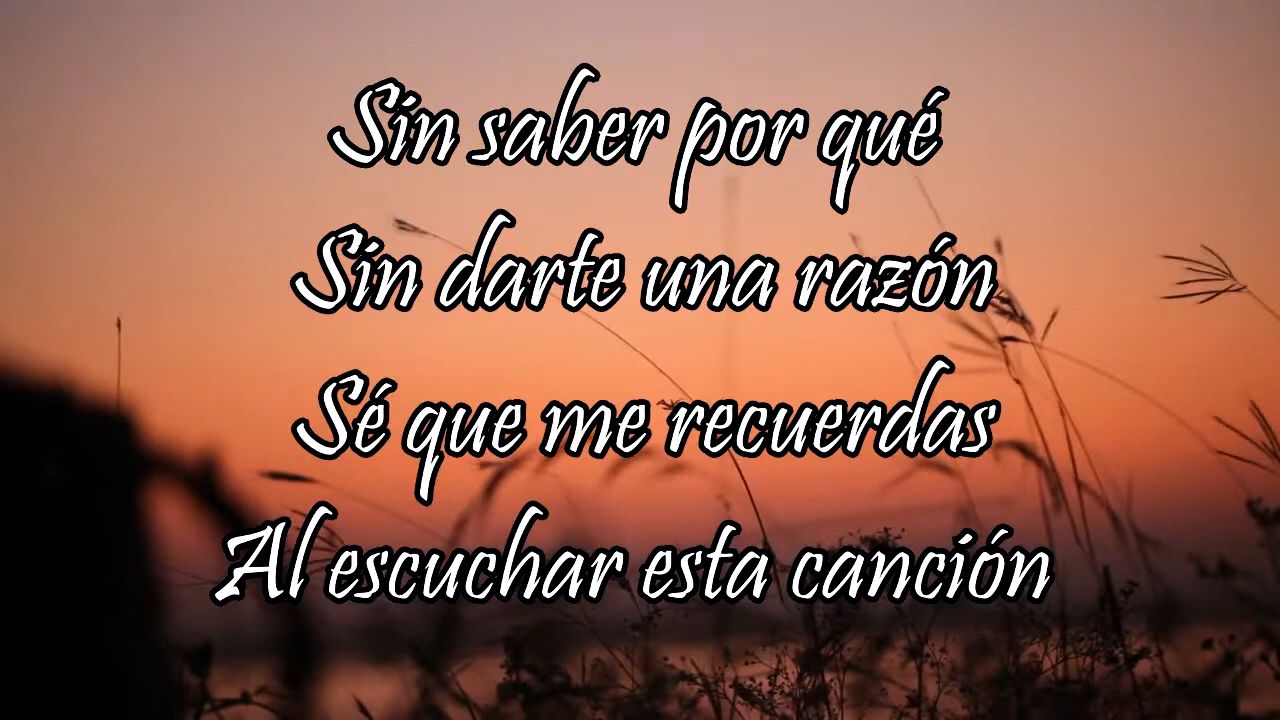 Sin saber por qué
Sin darte una razón
Sé que me recuerdas
Al escuchar esta canción